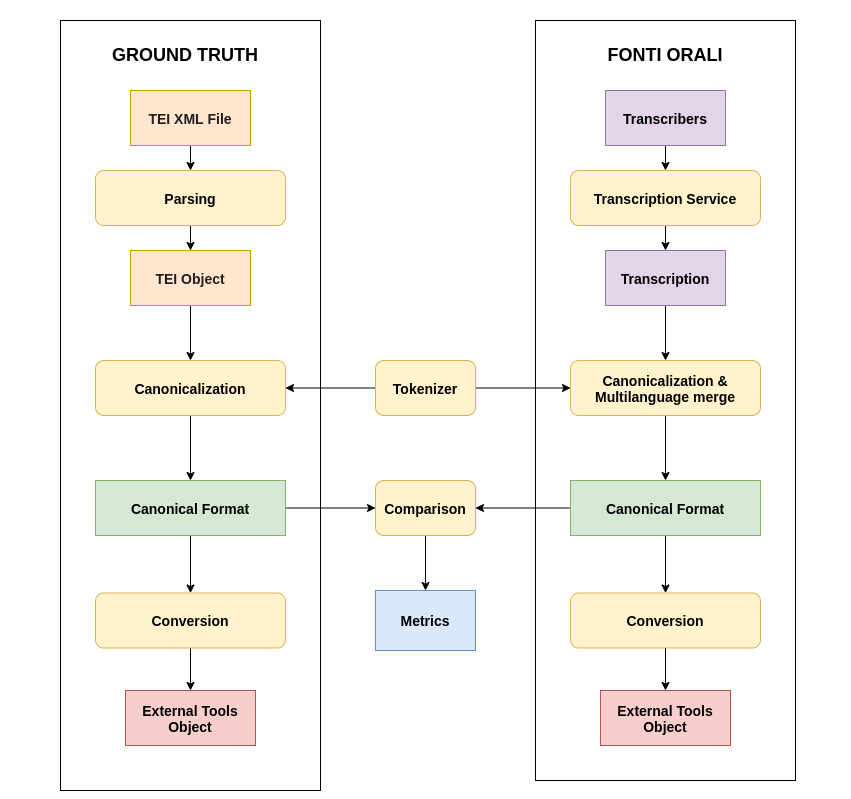 GROUND TRUTH
TEI XML File
Parsing
TEI Object
Canonicalization
Canonical Format
Conversion
External Tools
Object
Tokenizer
Comparison
Metrics
FONTI ORALI
Transcribers
Transcription Service
Transcription
Canonicalization &
Multilanguage merge
Canonical Format
Conversion
External Tools
Object